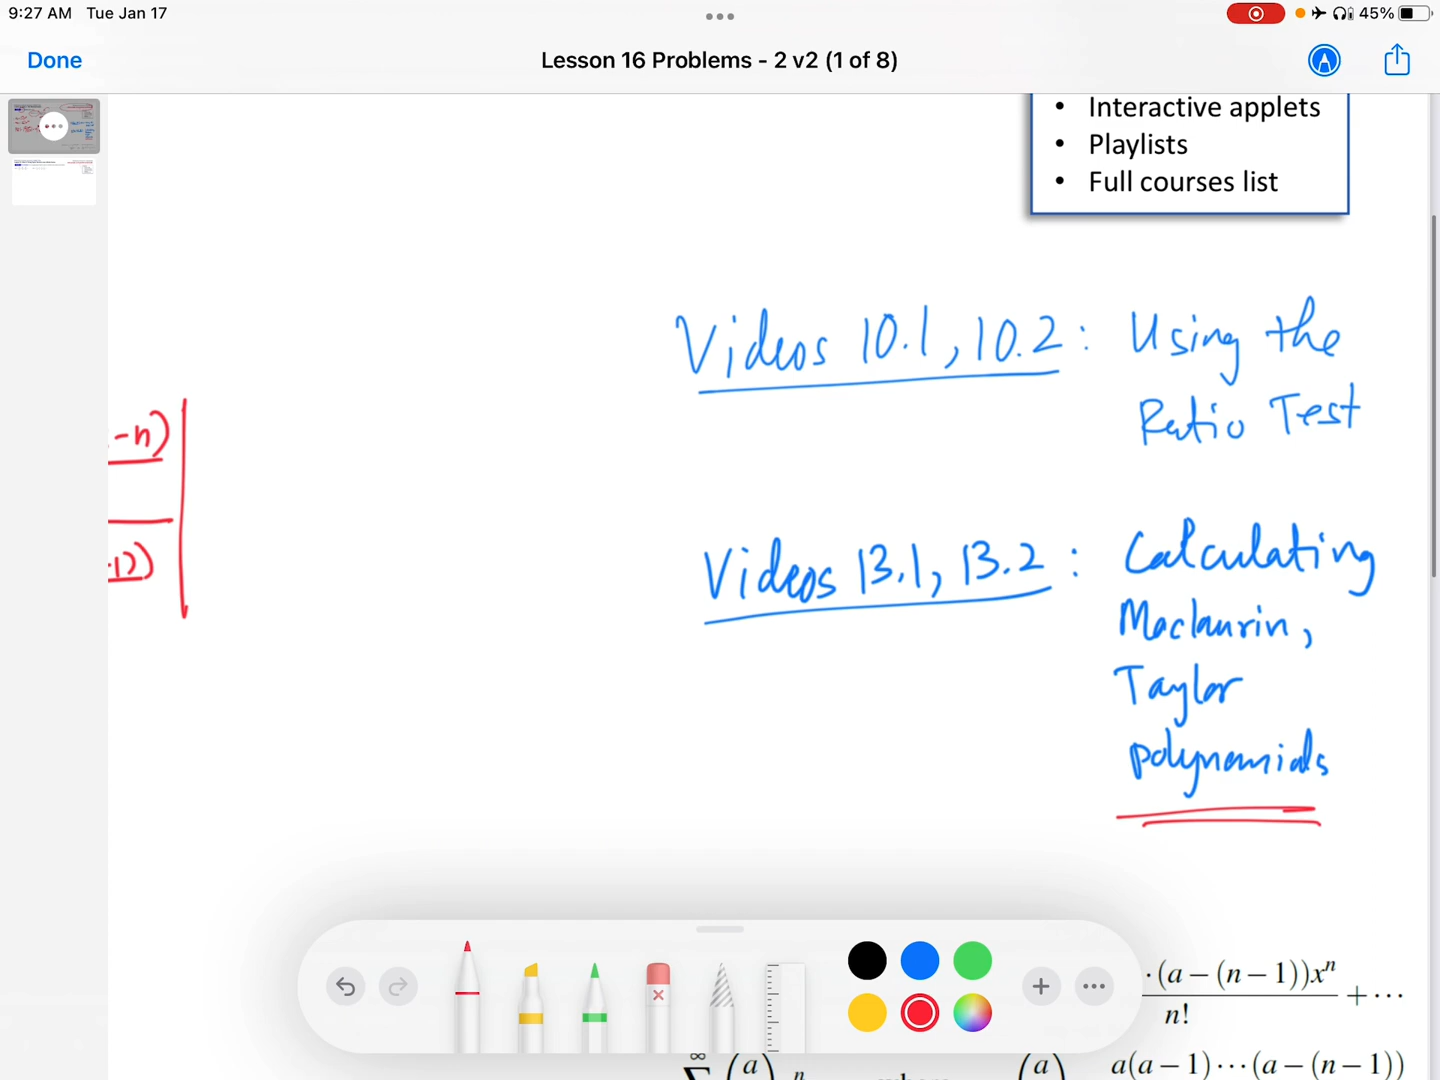 9:27 AM Tue Jan 17
45%
Done
Lesson 16 Problems - 2 v2 (1 of 8)
• Interactive applets
• Playlists
• Full courses list
Videos 10.1, 10.2 : Using the
Ratio Test
-n)
Videos 13.1, 13.2 : Calculating
Maclaurin,
Taylor
polynomials
·(a − (n − 1))xⁿ
n!
+ ···
∞
Σ (a) n where (a) a(a − 1)···(a − (n − 1))